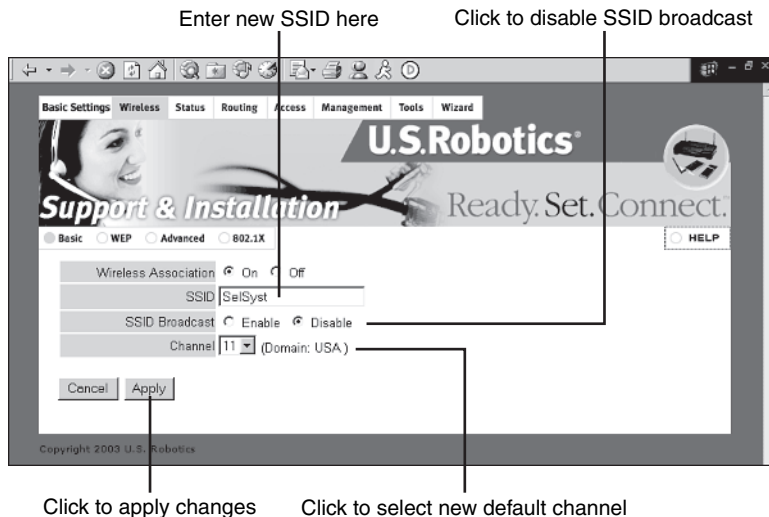 Enter new SSID here
Click to disable SSID broadcast
Basic Settings Wireless Status Routing Access Management Tools Wizard
U.S.Robotics®
Support & Installation
Ready. Set. Connect.™
Basic WEP Advanced 802.1X
HELP
Wireless Association On Off
SSID SelSyst
SSID Broadcast Enable Disable
Channel 11 (Domain: USA)
Cancel Apply
Copyright 2003 U.S. Robotics
Click to apply changes
Click to select new default channel